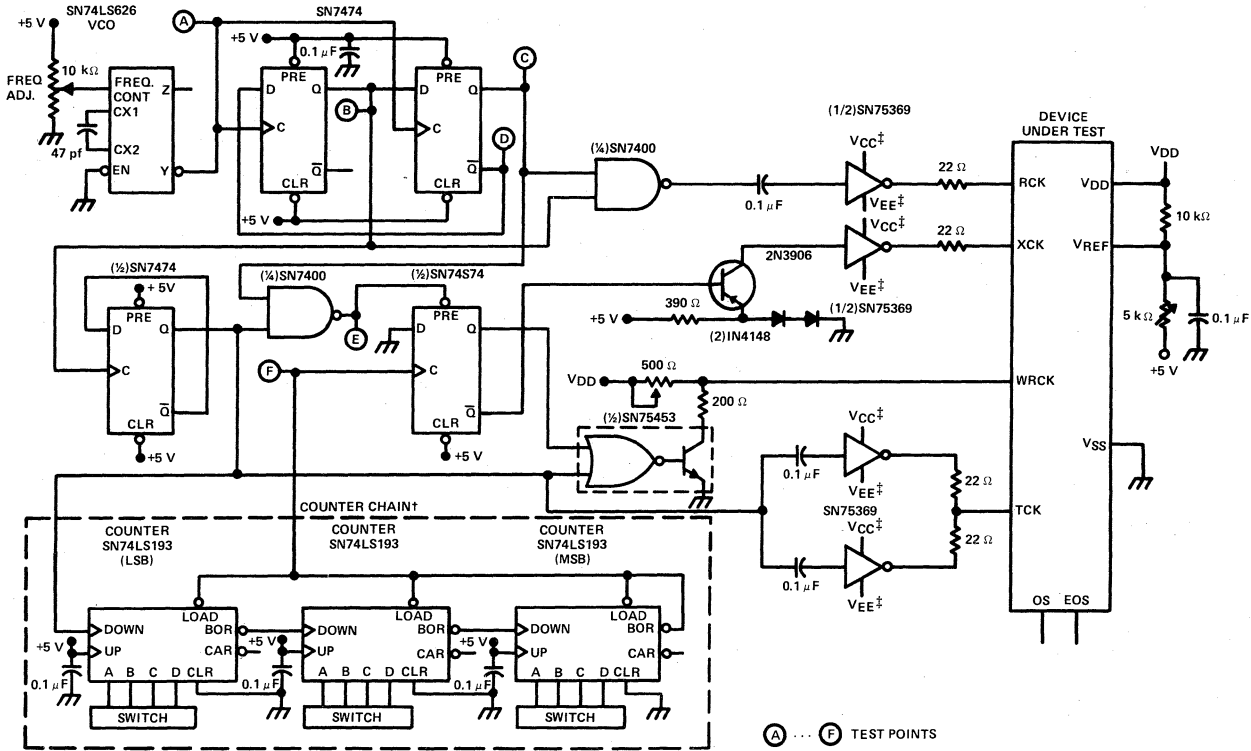 SN74LS626
VCO
+5 V
10 kΩ
FREQ
ADJ.
FREQ.
CONT
Z
CX1
CX2
EN
Y
47 pf
A
SN7474
+5 V
0.1 μF
PRE
D
Q
C
Q̅
CLR
+5 V
B
PRE
D
Q
C
Q̅
CLR
C
D
(¼)SN7400
0.1 μF
(1/2)SN75369
VCC‡
VEE‡
22 Ω
VCC‡
VEE‡
22 Ω
(1/2)SN75369
2N3906
390 Ω
+5 V
(2)IN4148
DEVICE
UNDER TEST
RCK
XCK
WRCK
TCK
VDD
VREF
VSS
OS
EOS
VDD
10 kΩ
5 kΩ
0.1 μF
+5 V
(½)SN7474
+ 5V
PRE
D
Q
C
Q̅
CLR
+5 V
(¼)SN7400
E
F
(½)SN74S74
PRE
D
Q
C
Q̅
CLR
+5 V
VDD
500 Ω
200 Ω
(½)SN75453
0.1 μF
VCC‡
VEE‡
SN75369
22 Ω
VCC‡
0.1 μF
VEE‡
22 Ω
COUNTER CHAIN†
COUNTER
SN74LS193
(LSB)
COUNTER
SN74LS193
COUNTER
SN74LS193
(MSB)
LOAD
DOWN
BOR
UP
CAR
A B C D CLR
+5 V
0.1 μF
SWITCH
LOAD
DOWN
BOR
UP
CAR
A B C D CLR
+5 V
0.1 μF
SWITCH
LOAD
DOWN
BOR
UP
CAR
A B C D CLR
+5 V
0.1 μF
SWITCH
A ... F TEST POINTS